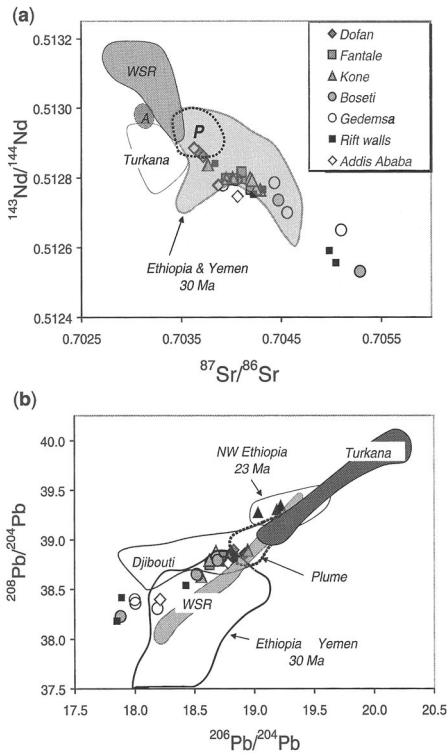 (a)
0.5132
0.5130
0.5128
0.5126
0.5124
¹⁴³Nd/¹⁴⁴Nd
WSR
A
P
Turkana
Ethiopia & Yemen
30 Ma
Dofan
Fantale
Kone
Boseti
Gedemsa
Rift walls
Addis Ababa
0.7025
0.7035
0.7045
0.7055
⁸⁷Sr/⁸⁶Sr
(b)
40.0
39.5
39.0
38.5
38.0
37.5
²⁰⁸Pb/²⁰⁴Pb
NW Ethiopia
23 Ma
Turkana
Djibouti
Plume
WSR
Ethiopia Yemen
30 Ma
17.5
18.0
18.5
19.0
19.5
20.0
20.5
²⁰⁶Pb/²⁰⁴Pb